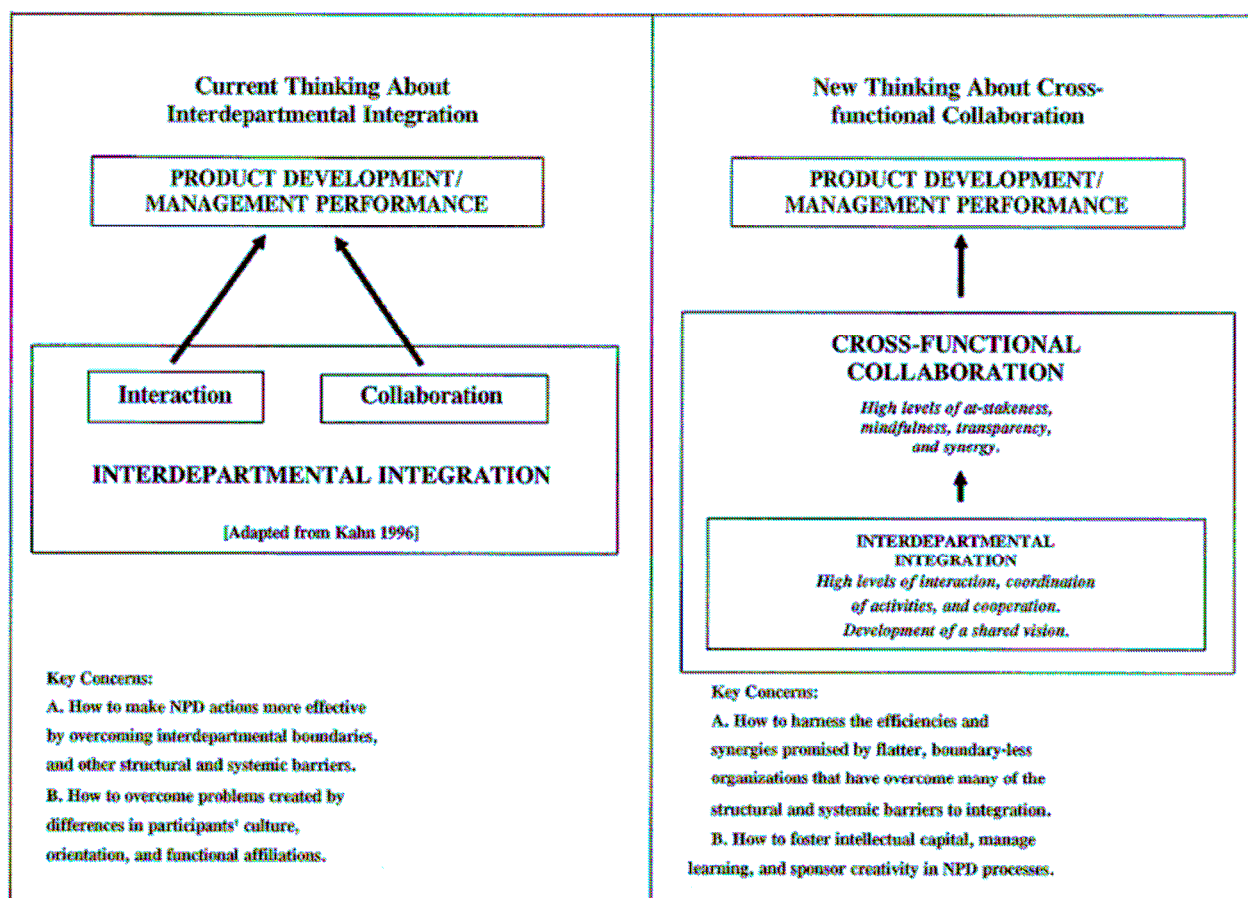 Current Thinking About
Interdepartmental Integration
PRODUCT DEVELOPMENT/
MANAGEMENT PERFORMANCE
Interaction
Collaboration
INTERDEPARTMENTAL INTEGRATION
[Adapted from Kahn 1996]
Key Concerns:
A. How to make NPD actions more effective
by overcoming interdepartmental boundaries,
and other structural and systemic barriers.
B. How to overcome problems created by
differences in participants' culture,
orientation, and functional affiliations.
New Thinking About Cross-
functional Collaboration
PRODUCT DEVELOPMENT/
MANAGEMENT PERFORMANCE
CROSS-FUNCTIONAL
COLLABORATION
High levels of at-stakeness,
mindfulness, transparency,
and synergy.
INTERDEPARTMENTAL
INTEGRATION
High levels of interaction, coordination
of activities, and cooperation.
Development of a shared vision.
Key Concerns:
A. How to harness the efficiencies and
synergies promised by flatter, boundary-less
organizations that have overcome many of the
structural and systemic barriers to integration.
B. How to foster intellectual capital, manage
learning, and sponsor creativity in NPD processes.